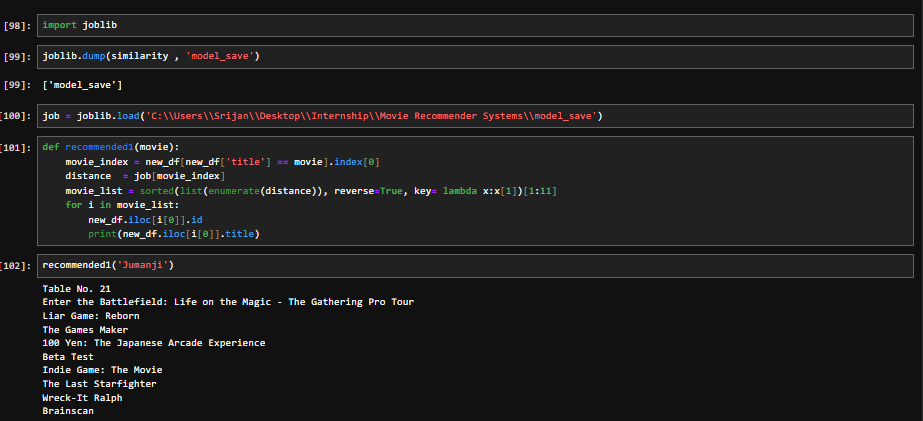 [98]: import joblib
[99]: joblib.dump(similarity , 'model_save')
[99]: ['model_save']
[100]: job = joblib.load('C:\\Users\\Srijan\\Desktop\\Internship\\Movie Recommender Systems\\model_save')
[101]: def recommended1(movie):
    movie_index = new_df[new_df['title'] == movie].index[0]
    distance  = job[movie_index]
    movie_list = sorted(list(enumerate(distance)), reverse=True, key= lambda x:x[1])[1:11]
    for i in movie_list:
        new_df.iloc[i[0]].id
        print(new_df.iloc[i[0]].title)
[102]: recommended1('Jumanji')
Table No. 21
Enter the Battlefield: Life on the Magic - The Gathering Pro Tour
Liar Game: Reborn
The Games Maker
100 Yen: The Japanese Arcade Experience
Beta Test
Indie Game: The Movie
The Last Starfighter
Wreck-It Ralph
Brainscan